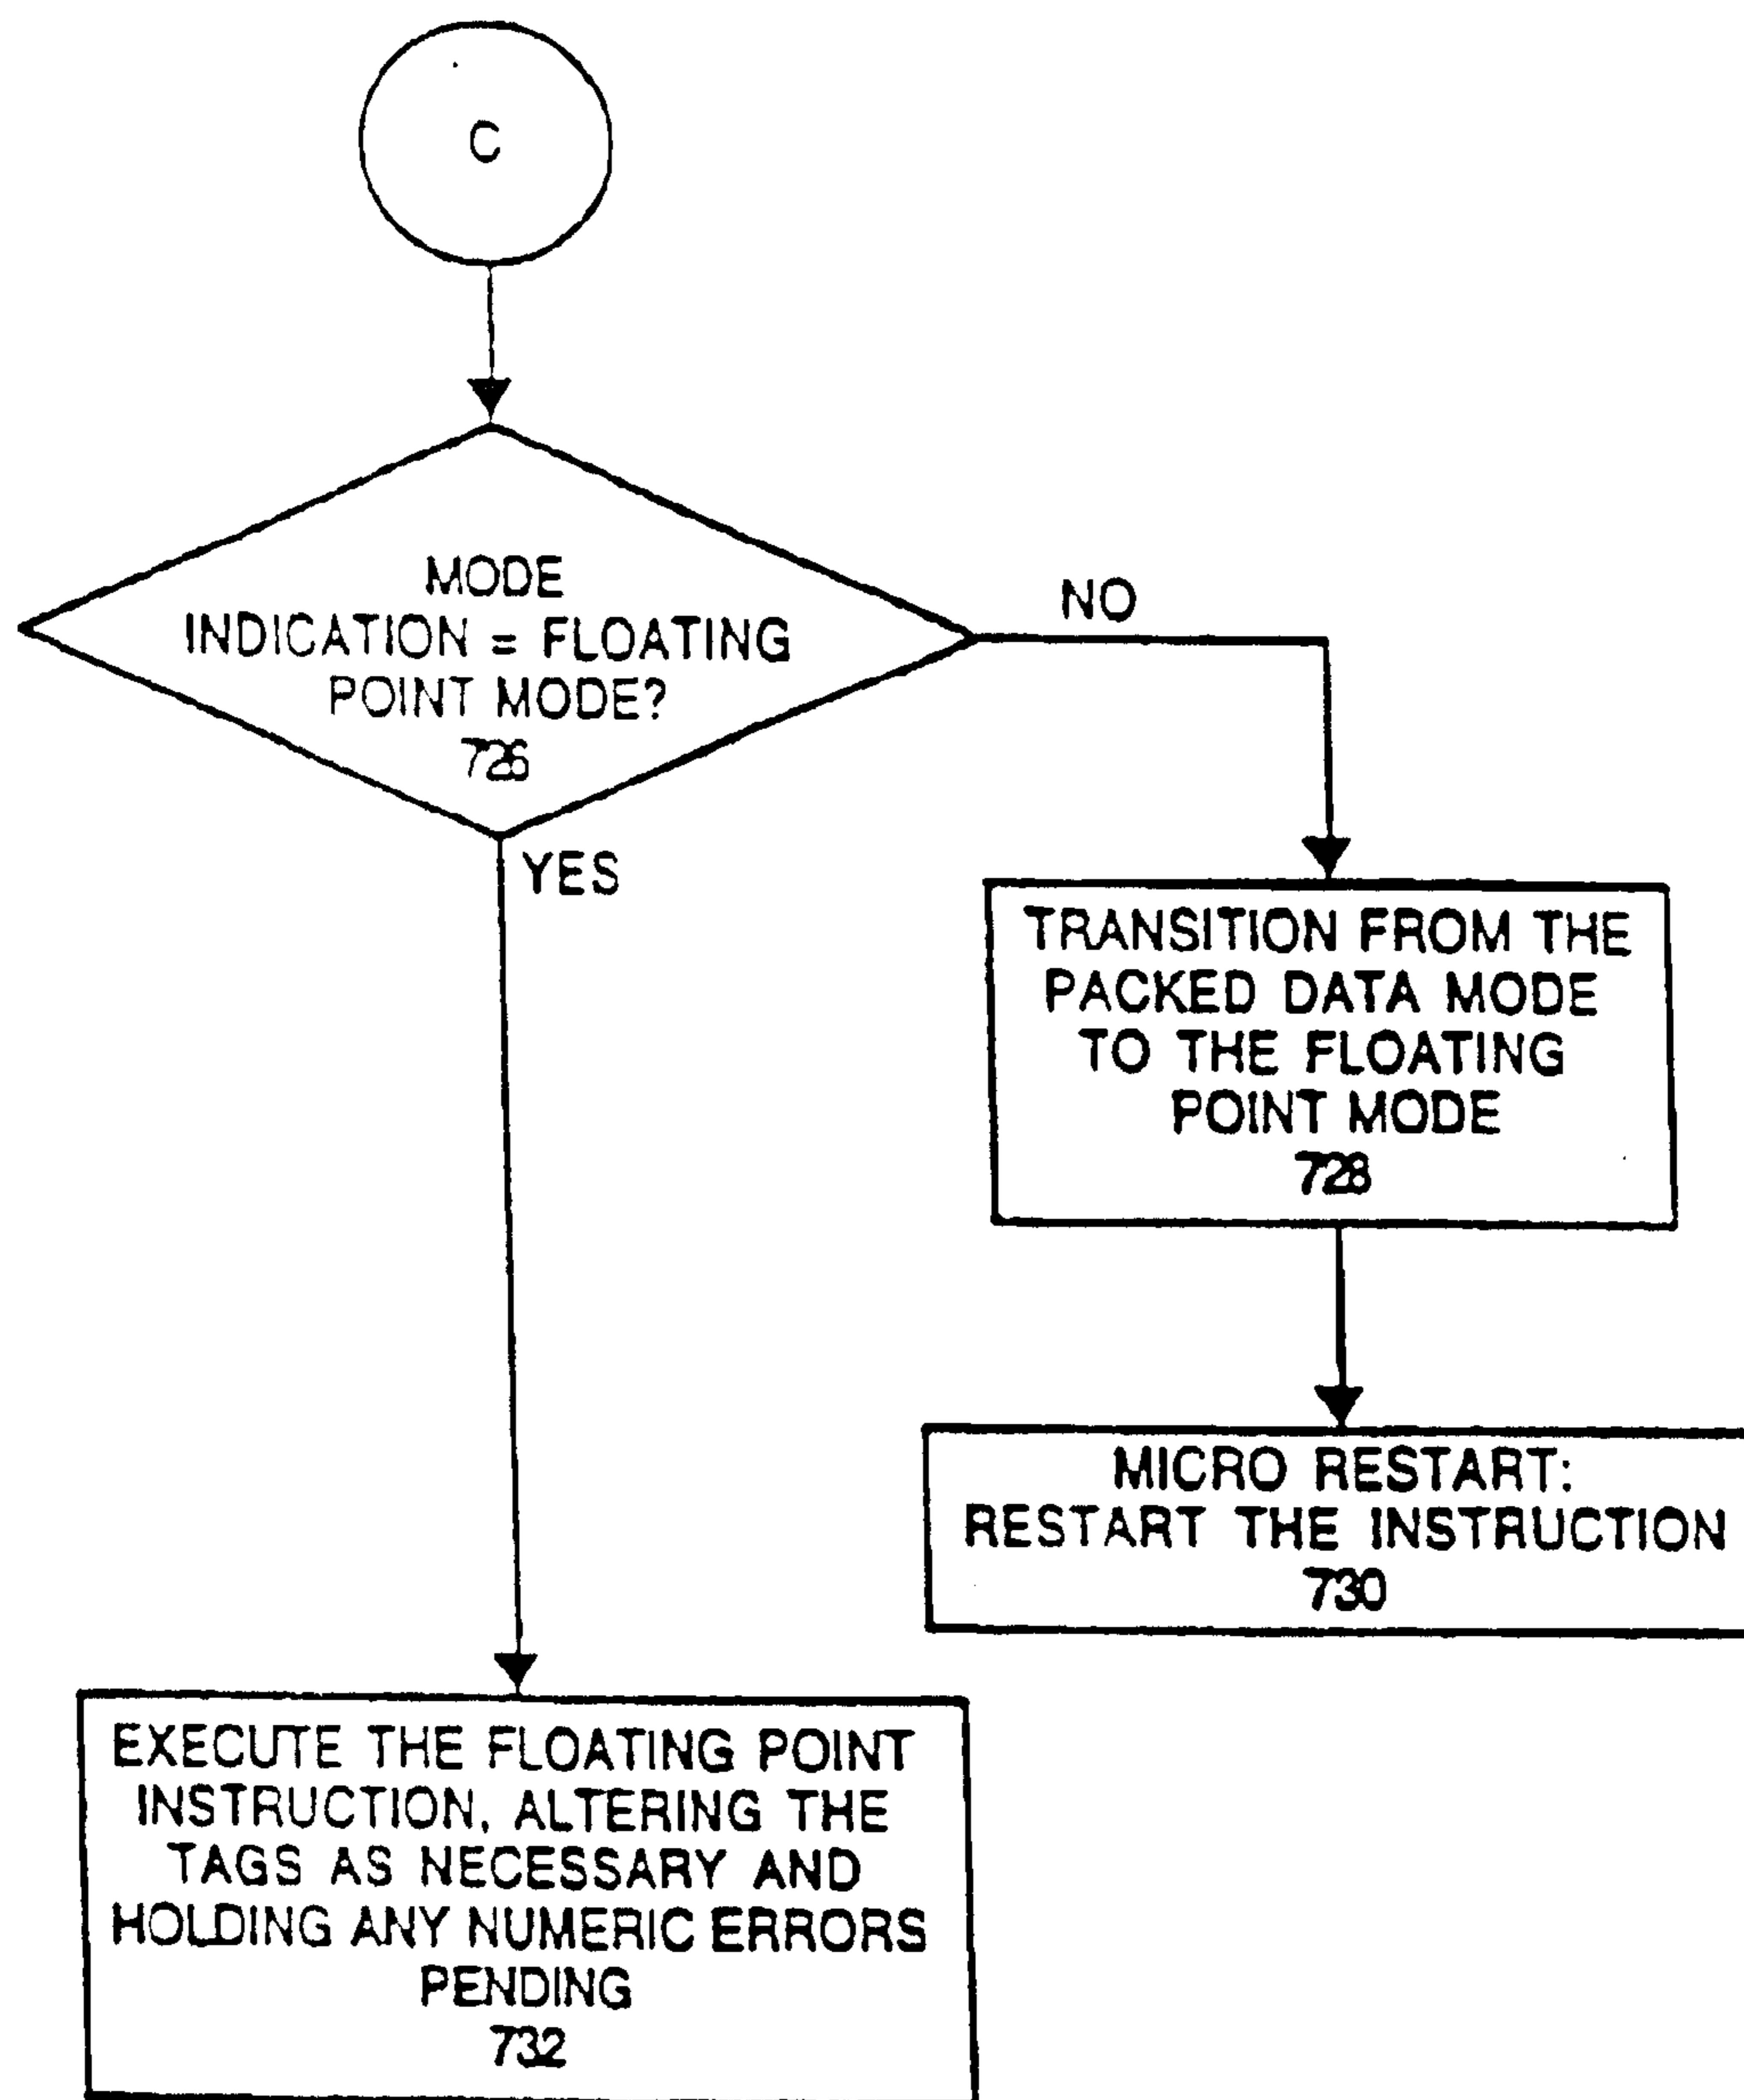 C
MODE
INDICATION = FLOATING
POINT MODE?
726
NO
YES
TRANSITION FROM THE
PACKED DATA MODE
TO THE FLOATING
POINT MODE
728
MICRO RESTART:
RESTART THE INSTRUCTION
730
EXECUTE THE FLOATING POINT
INSTRUCTION, ALTERING THE
TAGS AS NECESSARY AND
HOLDING ANY NUMERIC ERRORS
PENDING
732